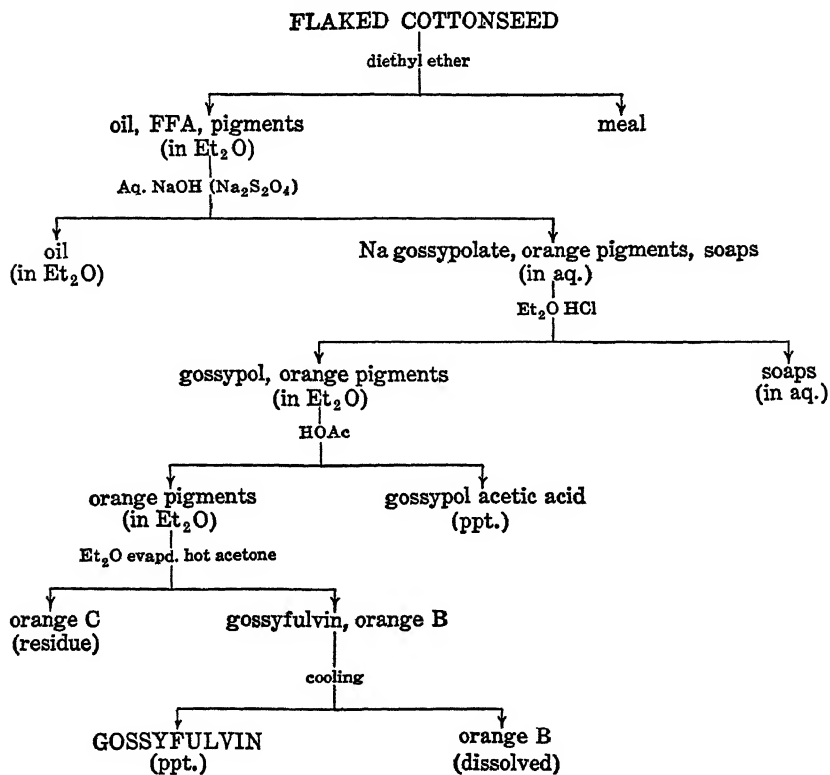 FLAKED COTTONSEED
diethyl ether
oil, FFA, pigments
(in Et₂O)
meal
Aq. NaOH (Na₂S₂O₄)
oil
(in Et₂O)
Na gossypolate, orange pigments, soaps
(in aq.)
Et₂O HCl
gossypol, orange pigments
(in Et₂O)
soaps
(in aq.)
HOAc
orange pigments
(in Et₂O)
gossypol acetic acid
(ppt.)
Et₂O evapd. hot acetone
orange C
(residue)
gossyfulvin, orange B
cooling
GOSSYFULVIN
(ppt.)
orange B
(dissolved)